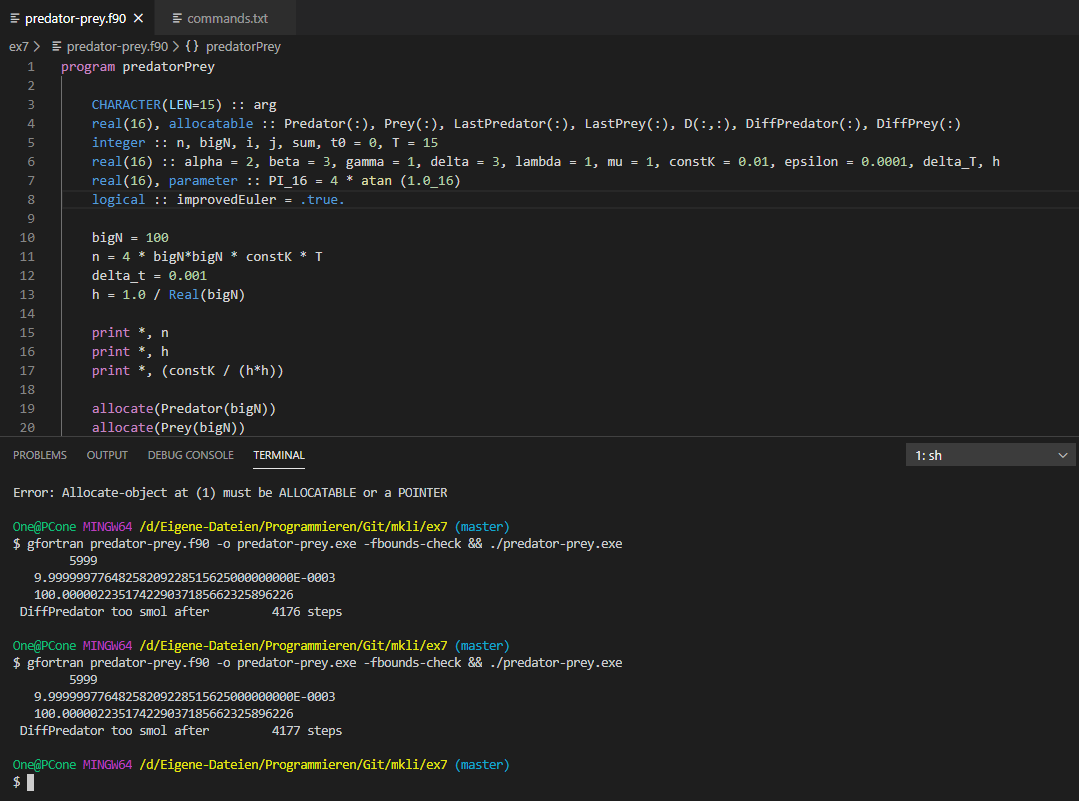 predator-prey.f90 commands.txt
ex7 predator-prey.f90 {} predatorPrey
1 program predatorPrey
2
3 CHARACTER(LEN=15) :: arg
4 real(16), allocatable :: Predator(:), Prey(:), LastPredator(:), LastPrey(:), D(:,:), DiffPredator(:), DiffPrey(:)
5 integer :: n, bigN, i, j, sum, t0 = 0, T = 15
6 real(16) :: alpha = 2, beta = 3, gamma = 1, delta = 3, lambda = 1, mu = 1, constK = 0.01, epsilon = 0.0001, delta_T, h
7 real(16), parameter :: PI_16 = 4 * atan (1.0_16)
8 logical :: improvedEuler = .true.
9
10 bigN = 100
11 n = 4 * bigN*bigN * constK * T
12 delta_t = 0.001
13 h = 1.0 / Real(bigN)
14
15 print *, n
16 print *, h
17 print *, (constK / (h*h))
18
19 allocate(Predator(bigN))
20 allocate(Prey(bigN))
PROBLEMS OUTPUT DEBUG CONSOLE TERMINAL 1: sh
Error: Allocate-object at (1) must be ALLOCATABLE or a POINTER
One@PCone MINGW64 /d/Eigene-Dateien/Programmieren/Git/mkli/ex7 (master)
$ gfortran predator-prey.f90 -o predator-prey.exe -fbounds-check && ./predator-prey.exe
5999
9.99999977648258209228515625000000000E-0003
100.000002235174229037185662325896226
DiffPredator too smol after 4176 steps
One@PCone MINGW64 /d/Eigene-Dateien/Programmieren/Git/mkli/ex7 (master)
$ gfortran predator-prey.f90 -o predator-prey.exe -fbounds-check && ./predator-prey.exe
5999
9.99999977648258209228515625000000000E-0003
100.000002235174229037185662325896226
DiffPredator too smol after 4177 steps
One@PCone MINGW64 /d/Eigene-Dateien/Programmieren/Git/mkli/ex7 (master)
$